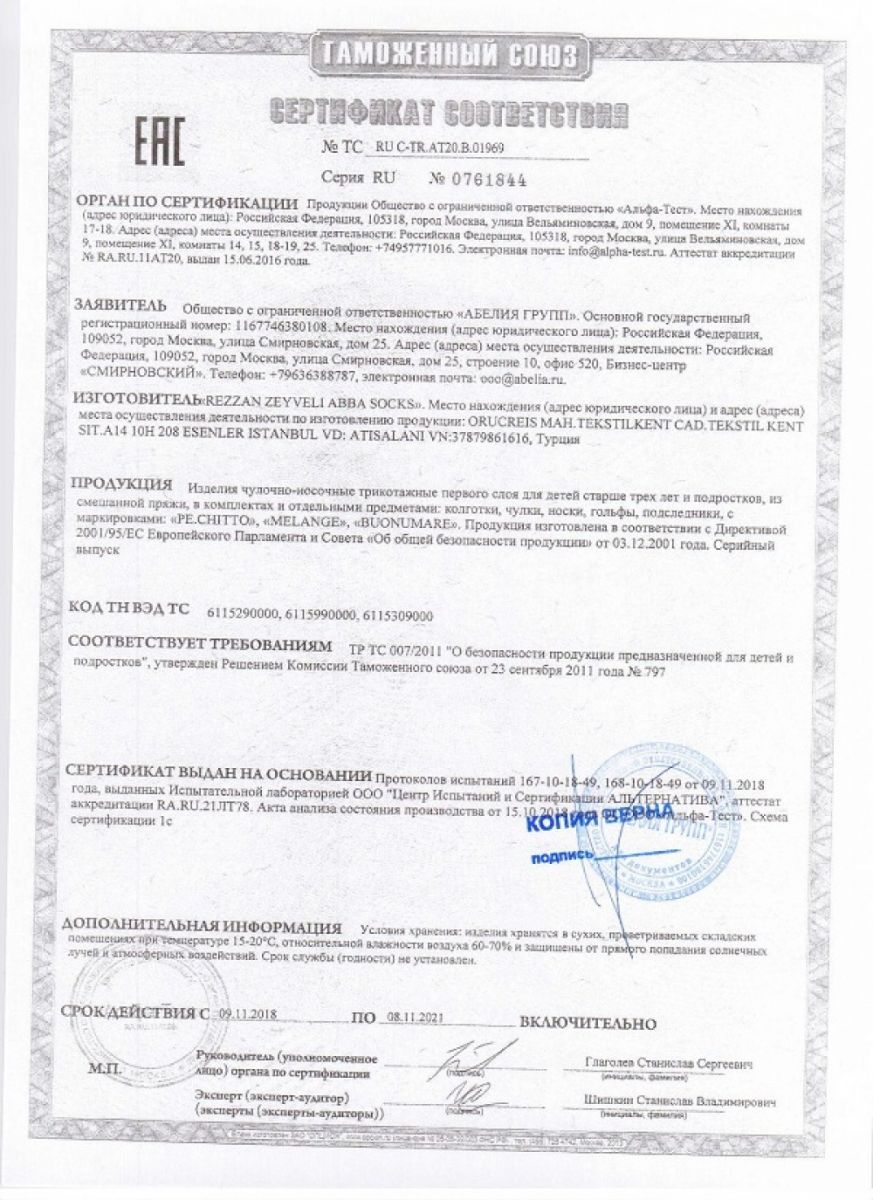 ТАМОЖЕННЫЙ СОЮЗ
СЕРТИФИКАТ СООТВЕТСТВИЯ
EAC
№ ТС RU C-TR.АТ20.В.01969
Серия RU № 0761844
ОРГАН ПО СЕРТИФИКАЦИИ Продукции Общество с ограниченной ответственностью «Альфа-Тест». Место нахождения
(адрес юридического лица): Российская Федерация, 105318, город Москва, улица Вельяминовская, дом 9, помещение XI, комнаты
17-18. Адрес (адреса) места осуществления деятельности: Российская Федерация, 105318, город Москва, улица Вельяминовская, дом
9, помещение XI, комнаты 14, 15, 18-19, 25. Телефон: +74957771016. Электронная почта: info@alpha-test.ru. Аттестат аккредитации
№ RA.RU.11АТ20, выдан 15.06.2016 года.
ЗАЯВИТЕЛЬ Общество с ограниченной ответственностью «АБЕЛИЯ ГРУПП». Основной государственный
регистрационный номер: 1167746380108. Место нахождения (адрес юридического лица): Российская Федерация,
109052, город Москва, улица Смирновская, дом 25. Адрес (адреса) места осуществления деятельности: Российская
Федерация, 109052, город Москва, улица Смирновская, дом 25, строение 10, офис 520, Бизнес-центр
«СМИРНОВСКИЙ». Телефон: +79636388787, электронная почта: ooo@abelia.ru.
ИЗГОТОВИТЕЛЬ «REZZAN ZEYVELI ABBA SOCKS». Место нахождения (адрес юридического лица) и адрес (адреса)
места осуществления деятельности по изготовлению продукции: ORUCREIS MAH.TEKSTILKENT CAD.TEKSTIL KENT
SIT.A14 10H 208 ESENLER ISTANBUL VD: ATISALANI VN:37879861616, Турция
ПРОДУКЦИЯ Изделия чулочно-носочные трикотажные первого слоя для детей старше трех лет и подростков, из
смешанной пряжи, в комплектах и отдельными предметами: колготки, чулки, носки, гольфы, подследники, с
маркировками: «PE.CHITTO», «MELANGE», «BUONUMARE». Продукция изготовлена в соответствии с Директивой
2001/95/ЕС Европейского Парламента и Совета «Об общей безопасности продукции» от 03.12.2001 года. Серийный
выпуск
КОД ТН ВЭД ТС 6115290000, 6115990000, 6115309000
СООТВЕТСТВУЕТ ТРЕБОВАНИЯМ ТР ТС 007/2011 "О безопасности продукции предназначенной для детей и
подростков", утвержден Решением Комиссии Таможенного союза от 23 сентября 2011 года № 797
СЕРТИФИКАТ ВЫДАН НА ОСНОВАНИИ Протоколов испытаний 167-10-18-49, 168-10-18-49 от 09.11.2018
года, выданных Испытательной лабораторией ООО "Центр Испытаний и Сертификации АЛЬТЕРНАТИВА", аттестат
аккредитации RA.RU.21ЛТ78. Акта анализа состояния производства от 15.10.2018 «Альфа-Тест». Схема
сертификации 1с
КОПИЯ ВЕРНА
подпись
ДОПОЛНИТЕЛЬНАЯ ИНФОРМАЦИЯ Условия хранения: изделия хранятся в сухих, проветриваемых складских
помещениях при температуре 15-20°С, относительной влажности воздуха 60-70% и защищены от прямого попадания солнечных
лучей и атмосферных воздействий. Срок службы (годности) не установлен.
СРОК ДЕЙСТВИЯ С 09.11.2018 ПО 08.11.2021 ВКЛЮЧИТЕЛЬНО
М.П.
Руководитель (уполномоченное
лицо) органа по сертификации (подпись) Глаголев Станислав Сергеевич
(инициалы, фамилия)
Эксперт (эксперт-аудитор)
(эксперты (эксперты-аудиторы)) (подпись) Шишкин Станислав Владимирович
(инициалы, фамилия)